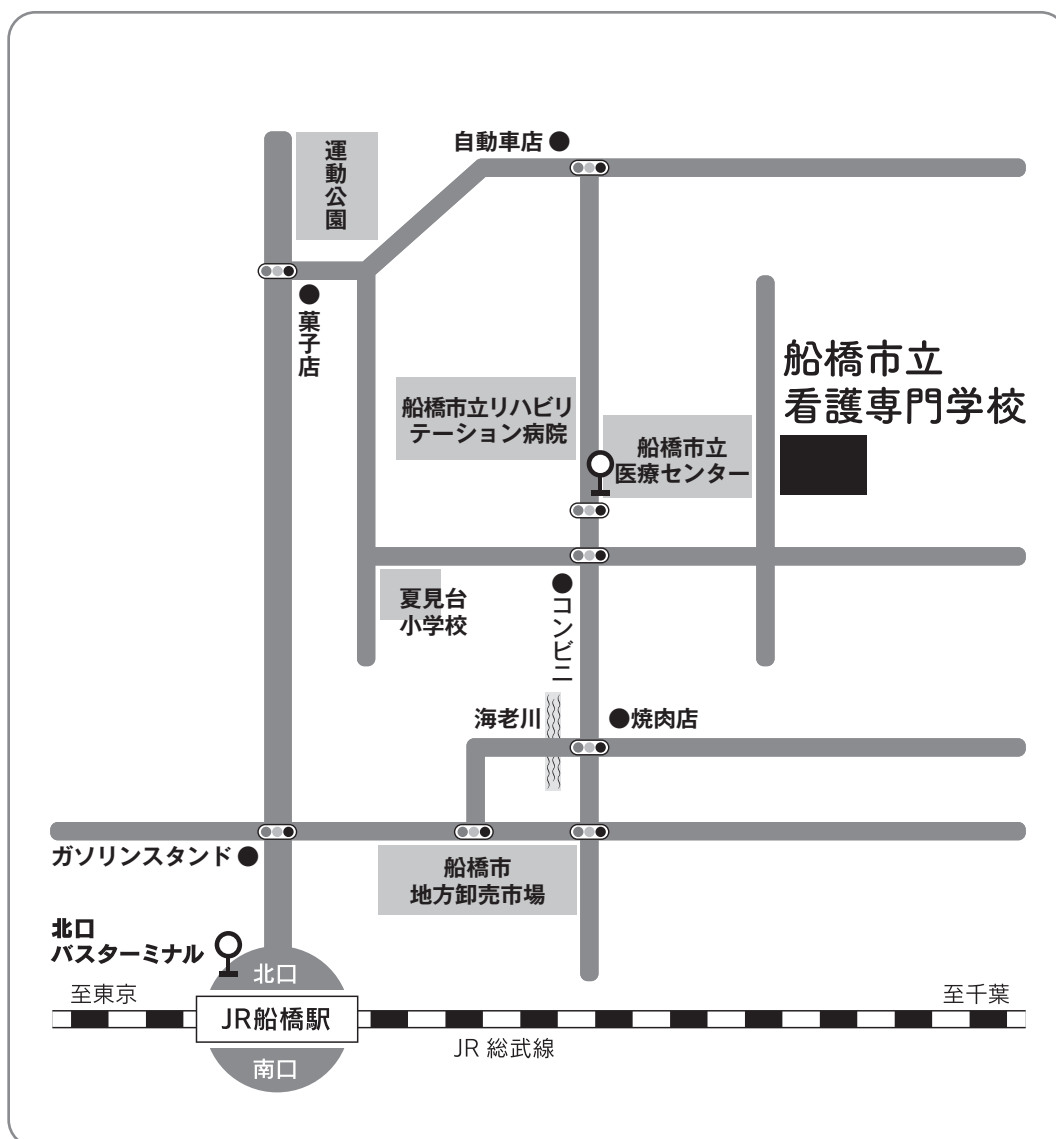 自動車店
運動公園
菓子店
船橋市立
看護専門学校
船橋市立リハビリ
テーション病院
船橋市立
医療センター
夏見台
小学校
コンビニ
海老川
焼肉店
ガソリンスタンド
船橋市
地方卸売市場
北口
バスターミナル
北口
至東京
至千葉
JR船橋駅
JR 総武線
南口